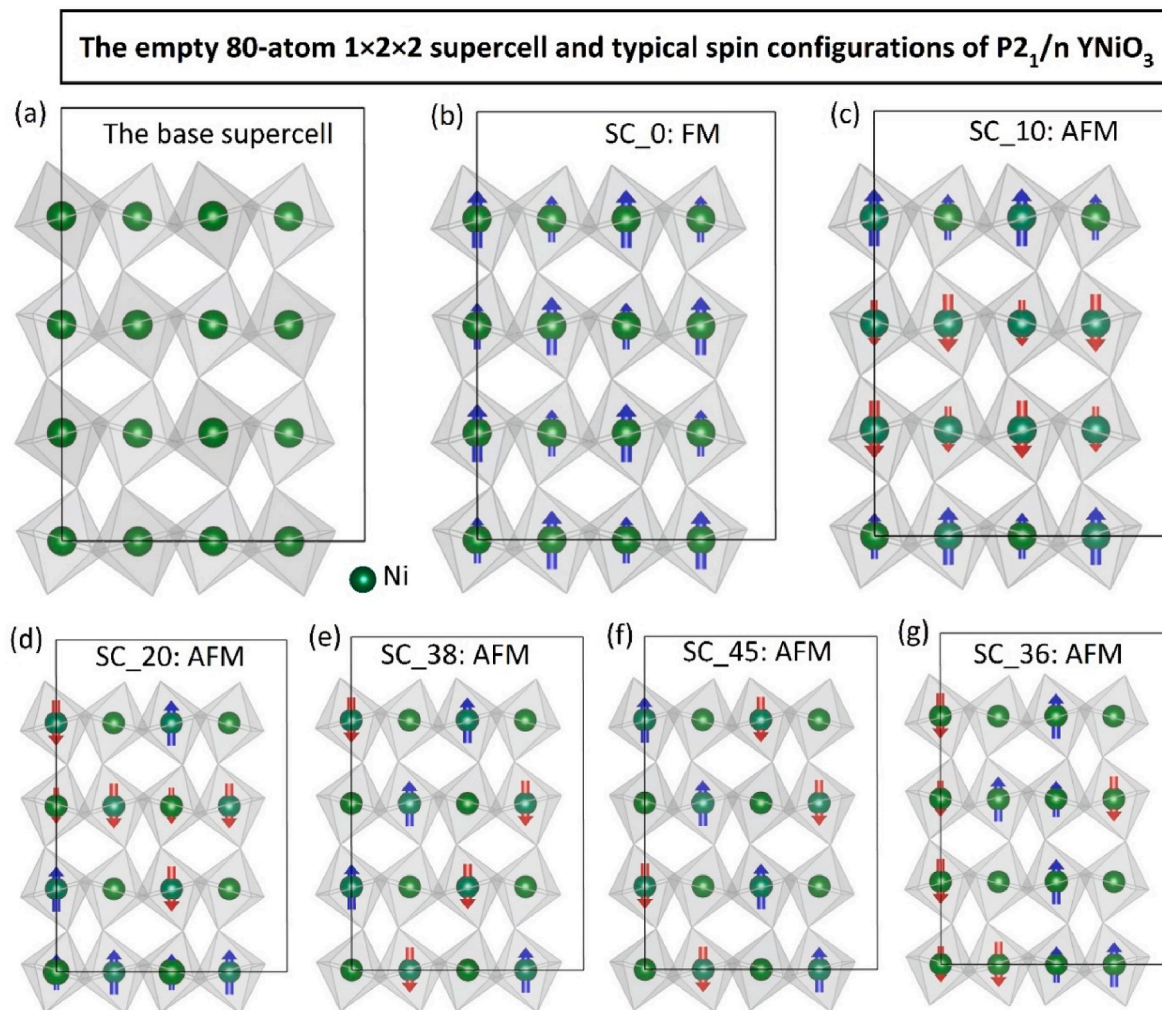 The empty 80-atom 1×2×2 supercell and typical spin configurations of P2₁/n YNiO₃
(a)
The base supercell
(b)
SC_0: FM
(c)
SC_10: AFM
Ni
(d)
SC_20: AFM
(e)
SC_38: AFM
(f)
SC_45: AFM
(g)
SC_36: AFM